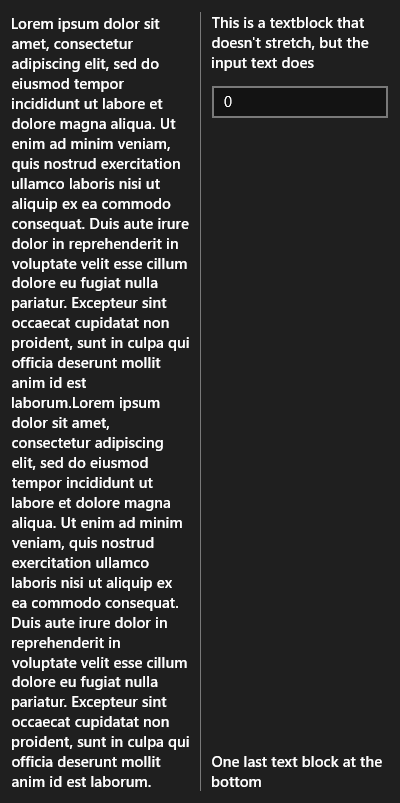 Lorem ipsum dolor sit
amet, consectetur
adipiscing elit, sed do
eiusmod tempor
incididunt ut labore et
dolore magna aliqua. Ut
enim ad minim veniam,
quis nostrud exercitation
ullamco laboris nisi ut
aliquip ex ea commodo
consequat. Duis aute irure
dolor in reprehenderit in
voluptate velit esse cillum
dolore eu fugiat nulla
pariatur. Excepteur sint
occaecat cupidatat non
proident, sunt in culpa qui
officia deserunt mollit
anim id est
laborum.Lorem ipsum
dolor sit amet,
consectetur adipiscing
elit, sed do eiusmod
tempor incididunt ut
labore et dolore magna
aliqua. Ut enim ad minim
veniam, quis nostrud
exercitation ullamco
laboris nisi ut aliquip ex
ea commodo consequat.
Duis aute irure dolor in
reprehenderit in
voluptate velit esse cillum
dolore eu fugiat nulla
pariatur. Excepteur sint
occaecat cupidatat non
proident, sunt in culpa qui
officia deserunt mollit
anim id est laborum.
This is a textblock that
doesn't stretch, but the
input text does
0
One last text block at the
bottom